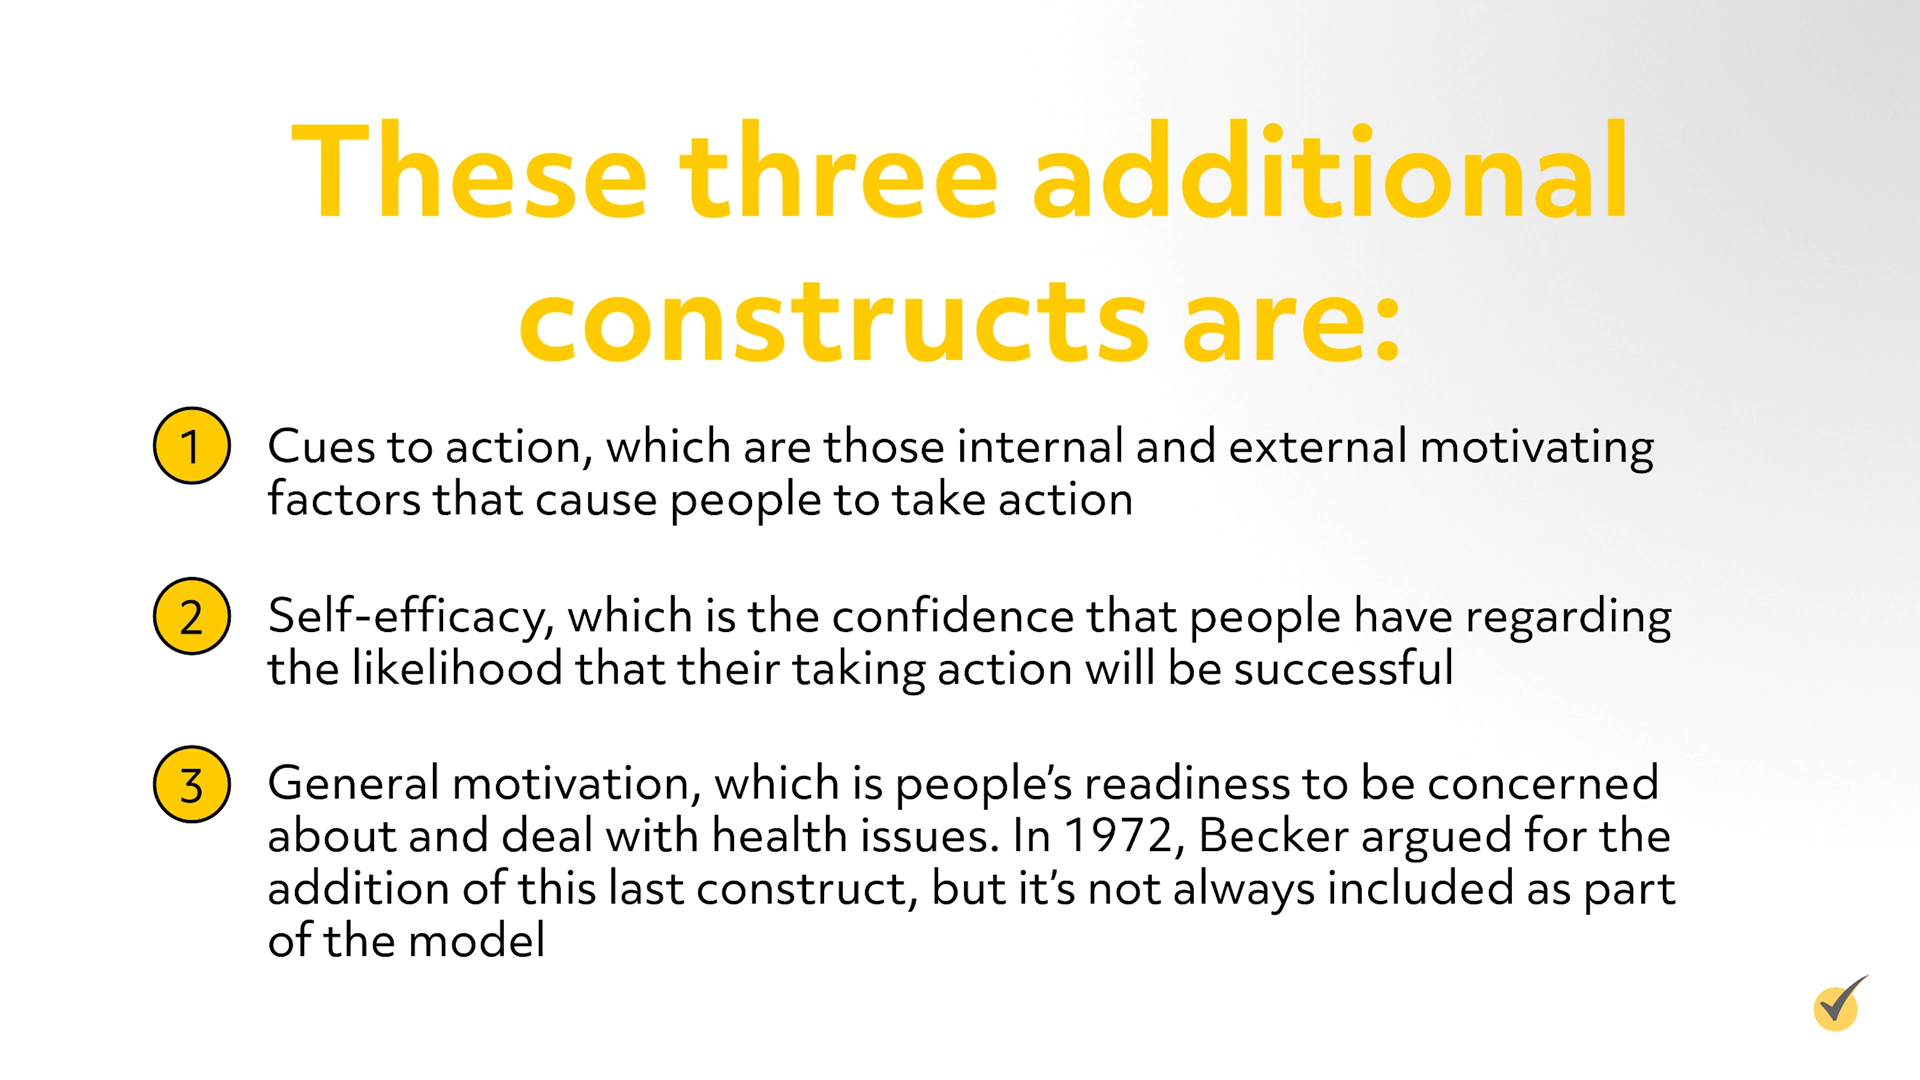 These three additional
constructs are:
1 Cues to action, which are those internal and external motivating
factors that cause people to take action
2 Self-efficacy, which is the confidence that people have regarding
the likelihood that their taking action will be successful
3 General motivation, which is people’s readiness to be concerned
about and deal with health issues. In 1972, Becker argued for the
addition of this last construct, but it’s not always included as part
of the model